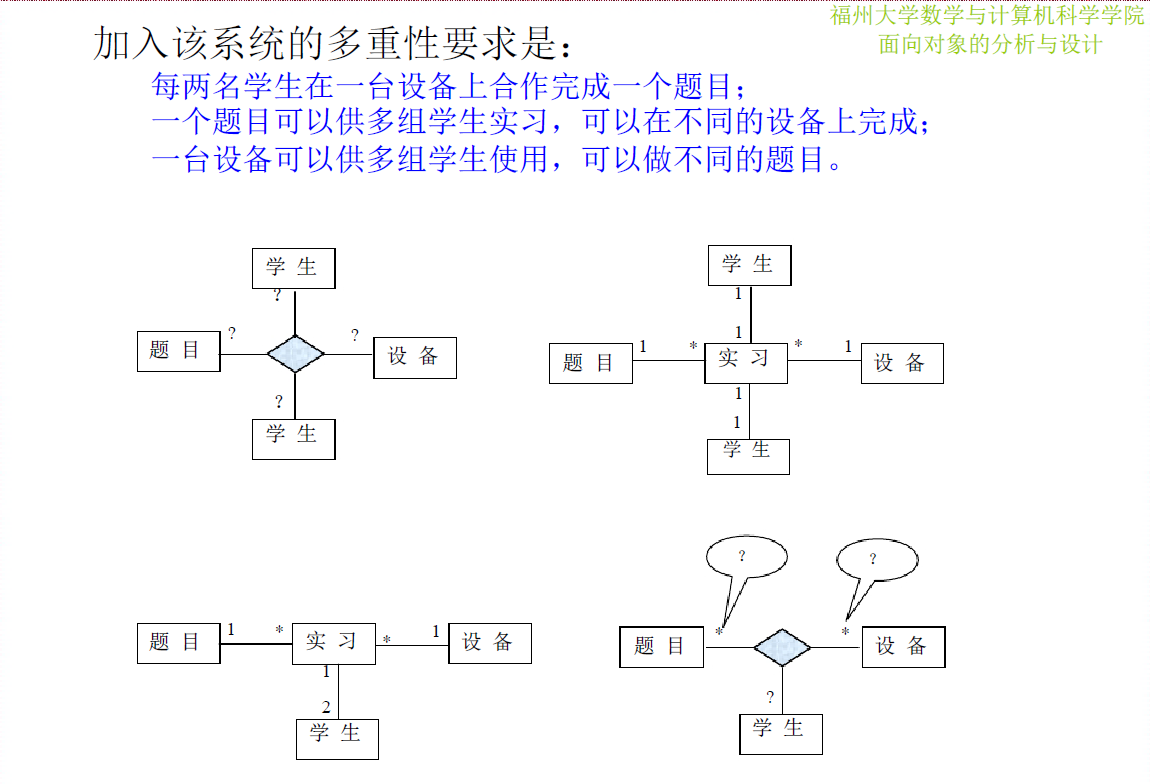 福州大学数学与计算机科学学院
面向对象的分析与设计
加入该系统的多重性要求是:
每两名学生在一台设备上合作完成一个题目;
一个题目可以供多组学生实习，可以在不同的设备上完成;
一台设备可以供多组学生使用，可以做不同的题目。
学 生
?
题 目
?
?
设 备
?
学 生
学 生
1
1
题 目
1
*
实 习
*
1
设 备
1
1
学 生
题 目
1
*
实 习
*
1
设 备
1
2
学 生
?
?
题 目
*
*
设 备
?
学 生